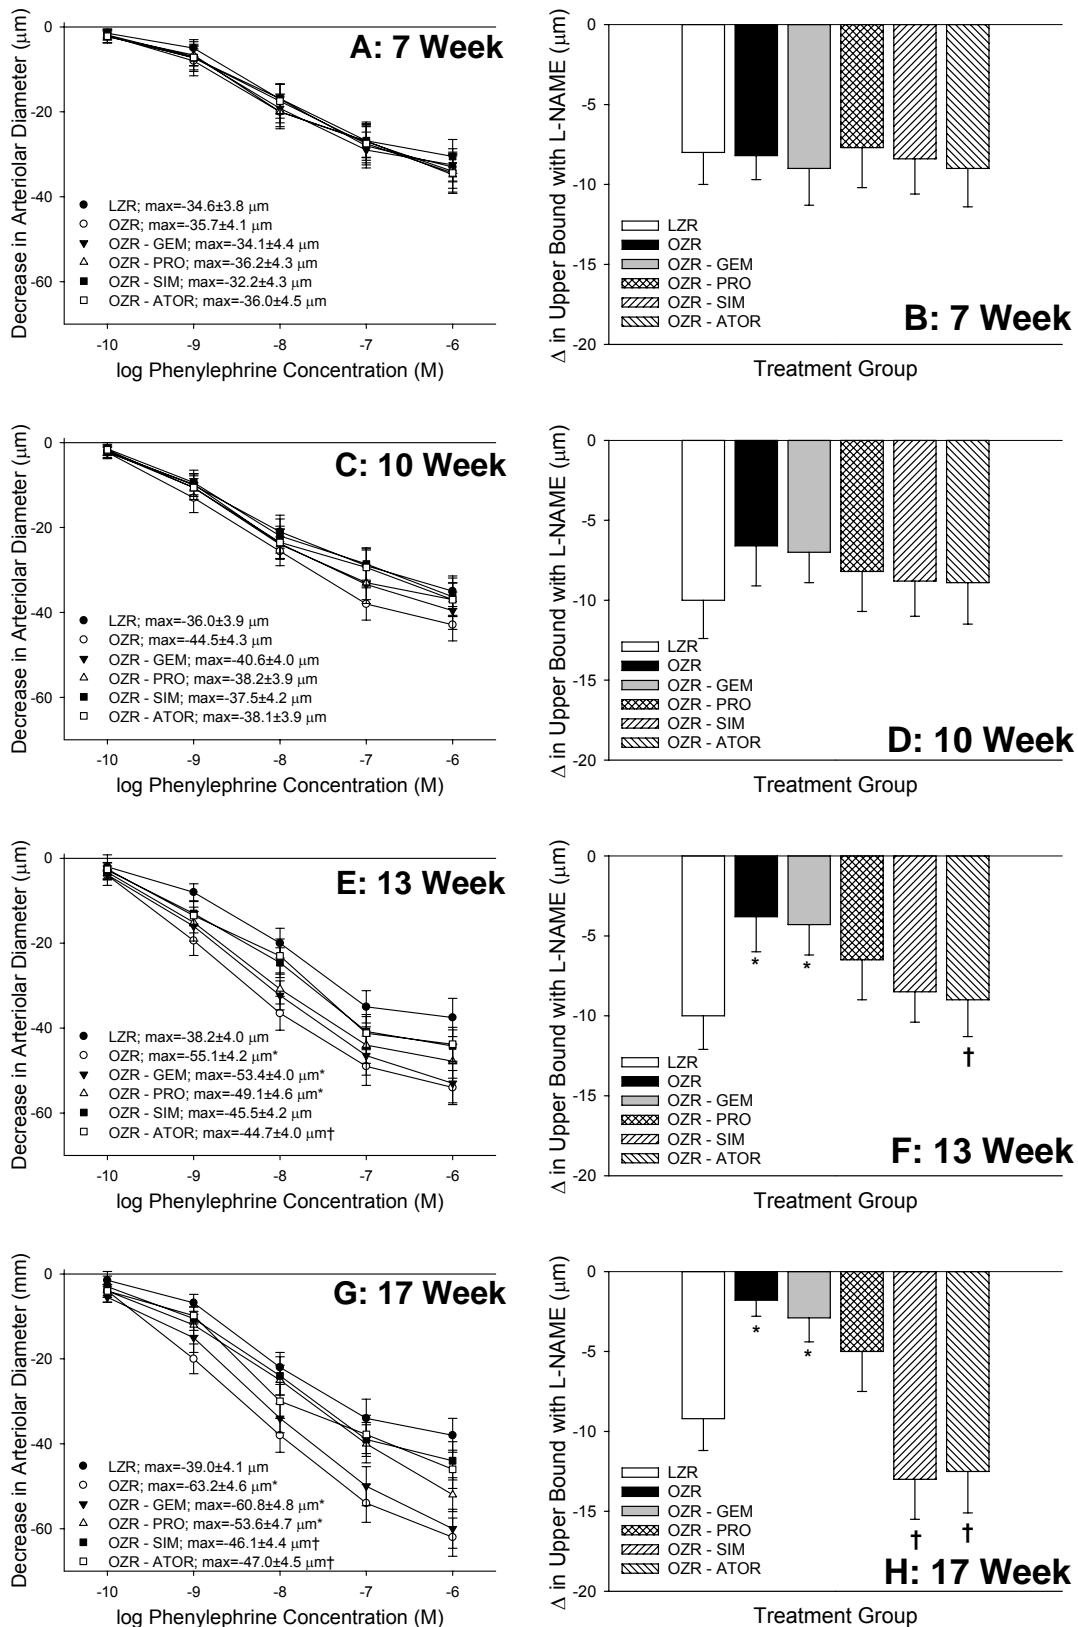 A: 7 Week
Decrease in Arteriolar Diameter (μm)
0
-20
-40
-60
LZR; max=-34.6±3.8 μm
OZR; max=-35.7±4.1 μm
OZR - GEM; max=-34.1±4.4 μm
OZR - PRO; max=-36.2±4.3 μm
OZR - SIM; max=-32.2±4.3 μm
OZR - ATOR; max=-36.0±4.5 μm
-10 -9 -8 -7 -6
log Phenylephrine Concentration (M)
Δ in Upper Bound with L-NAME (μm)
0
-5
-10
-15
-20
LZR
OZR
OZR - GEM
OZR - PRO
OZR - SIM
OZR - ATOR
B: 7 Week
Treatment Group
C: 10 Week
Decrease in Arteriolar Diameter (μm)
0
-20
-40
-60
LZR; max=-36.0±3.9 μm
OZR; max=-44.5±4.3 μm
OZR - GEM; max=-40.6±4.0 μm
OZR - PRO; max=-38.2±3.9 μm
OZR - SIM; max=-37.5±4.2 μm
OZR - ATOR; max=-38.1±3.9 μm
-10 -9 -8 -7 -6
log Phenylephrine Concentration (M)
Δ in Upper Bound with L-NAME (μm)
0
-5
-10
-15
-20
LZR
OZR
OZR - GEM
OZR - PRO
OZR - SIM
OZR - ATOR
D: 10 Week
Treatment Group
E: 13 Week
Decrease in Arteriolar Diameter (μm)
0
-20
-40
-60
LZR; max=-38.2±4.0 μm
OZR; max=-55.1±4.2 μm*
OZR - GEM; max=-53.4±4.0 μm*
OZR - PRO; max=-49.1±4.6 μm*
OZR - SIM; max=-45.5±4.2 μm
OZR - ATOR; max=-44.7±4.0 μm†
-10 -9 -8 -7 -6
log Phenylephrine Concentration (M)
Δ in Upper Bound with L-NAME (μm)
0
-5
-10
-15
-20
* *
†
LZR
OZR
OZR - GEM
OZR - PRO
OZR - SIM
OZR - ATOR
F: 13 Week
Treatment Group
G: 17 Week
Decrease in Arteriolar Diameter (mm)
0
-20
-40
-60
LZR; max=-39.0±4.1 μm
OZR; max=-63.2±4.6 μm*
OZR - GEM; max=-60.8±4.8 μm*
OZR - PRO; max=-53.6±4.7 μm*
OZR - SIM; max=-46.1±4.4 μm†
OZR - ATOR; max=-47.0±4.5 μm†
-10 -9 -8 -7 -6
log Phenylephrine Concentration (M)
Δ in Upper Bound with L-NAME (μm)
0
-5
-10
-15
-20
*
*
† †
LZR
OZR
OZR - GEM
OZR - PRO
OZR - SIM
OZR - ATOR
H: 17 Week
Treatment Group